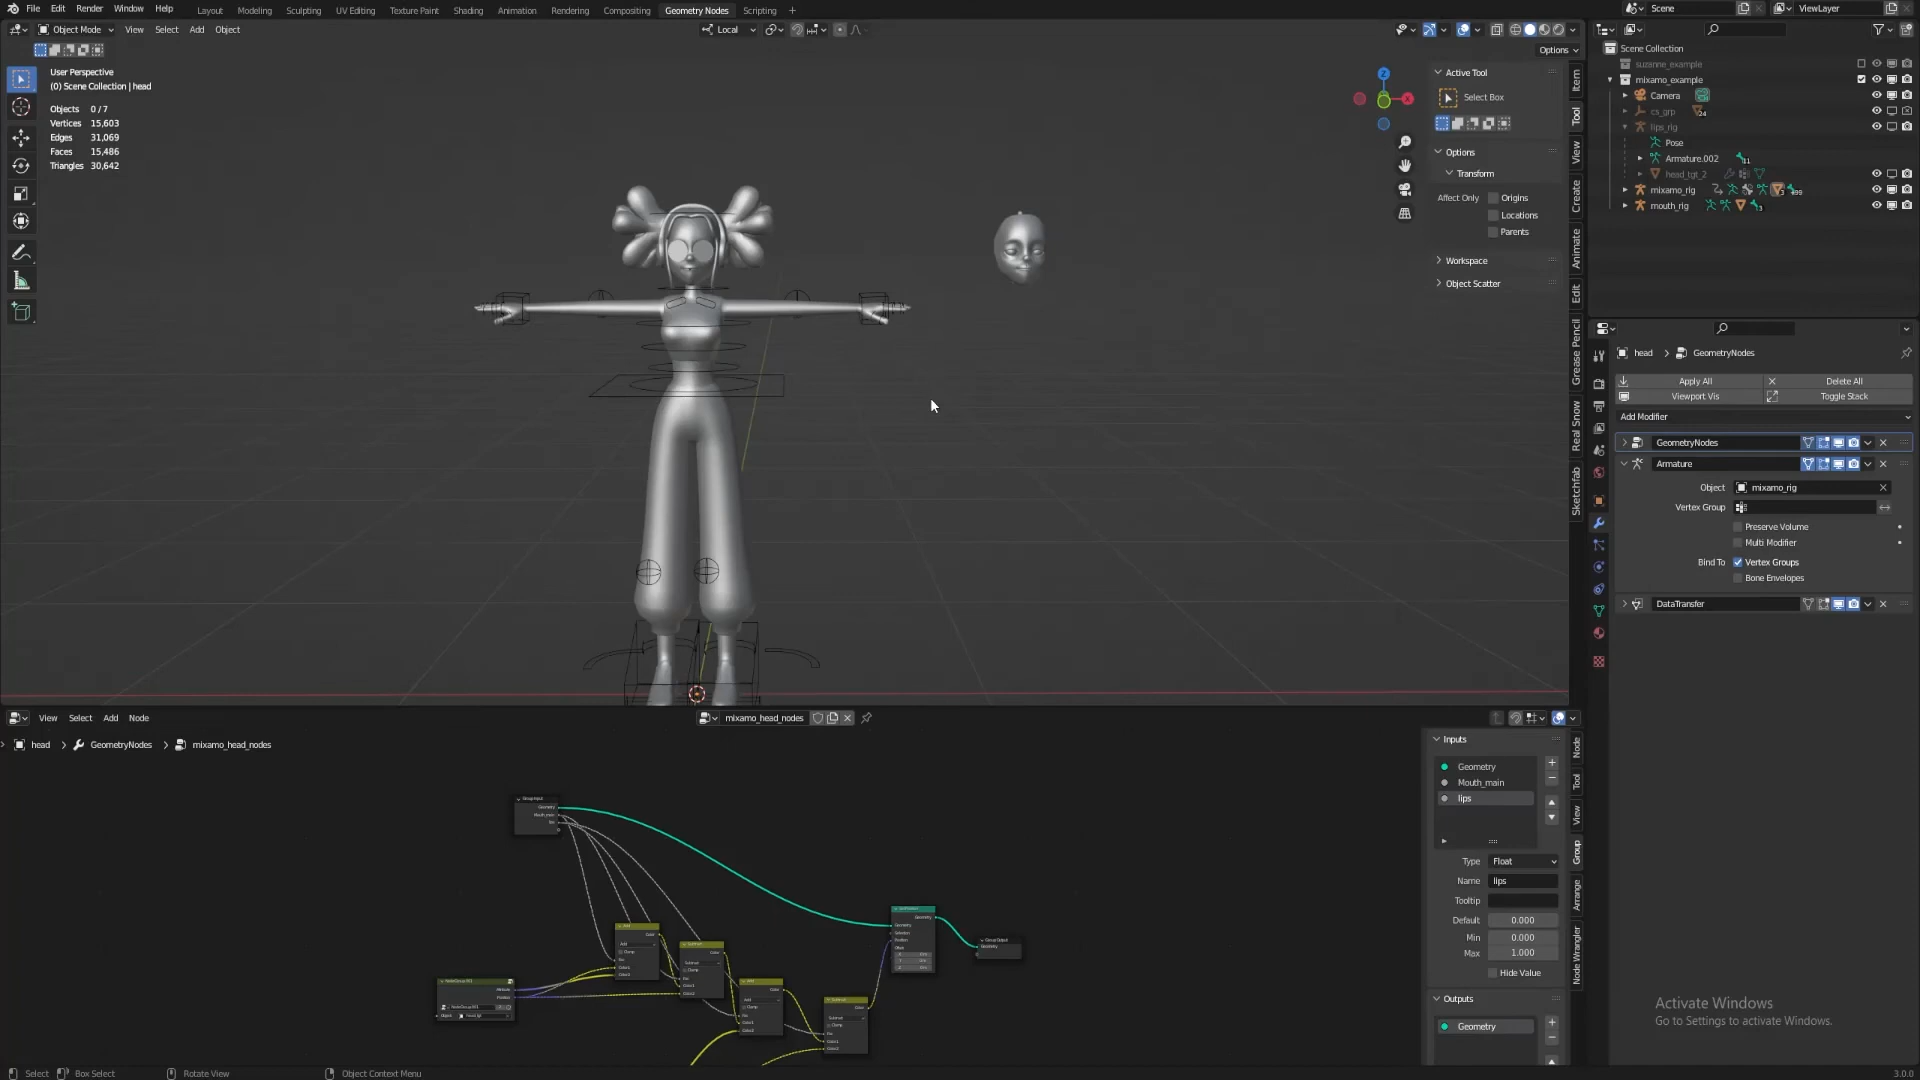 File Edit Render Window Help Layout Modeling Sculpting UV Editing Texture Paint Shading Animation Rendering Compositing Geometry Nodes Scripting + Scene ViewLayer
Object Mode View Select Add Object Local
Options
User Perspective
(0) Scene Collection | head
Objects 0/7
Vertices 15,603
Edges 31,069
Faces 15,486
Triangles 30,642
Z
X
Active Tool
Select Box
Options
Transform
Affect Only Origins
Locations
Parents
Workspace
Object Scatter
Item
Tool
View
Create
Animate
Edit
Grease Pencil
Real Snow
Sketchfab
Scene Collection
suzanne_example
mixamo_example
Camera
cs_grp 24
lips_rig
Pose
Armature.002 11
head_tgt_2
mixamo_rig
mouth_rig
head > GeometryNodes
Apply All Delete All
Viewport Vis Toggle Stack
Add Modifier
GeometryNodes
Armature
Object mixamo_rig
Vertex Group
Preserve Volume
Multi Modifier
Bind To Vertex Groups
Bone Envelopes
DataTransfer
View Select Add Node mixamo_head_nodes
head > GeometryNodes > mixamo_head_nodes
Inputs
Geometry
Mouth_main
lips
Type Float
Name lips
Tooltip
Default 0.000
Min 0.000
Max 1.000
Hide Value
Outputs
Geometry
Node
Tool
View
Group
Arrange
Node Wrangler
Activate Windows
Go to Settings to activate Windows.
Select Box Select Rotate View Object Context Menu 3.0.0